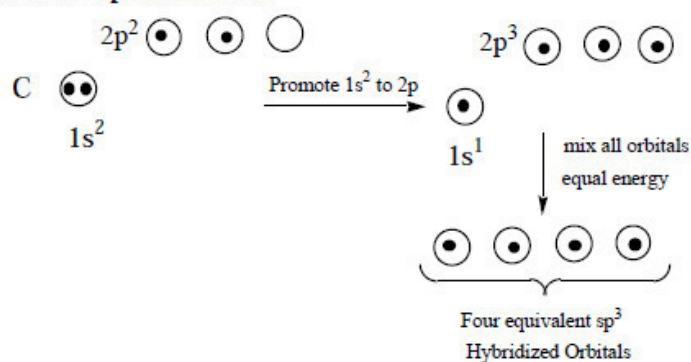 2p²
C
1s²
Promote 1s² to 2p
2p³
1s¹
mix all orbitals
equal energy
Four equivalent sp³
Hybridized Orbitals